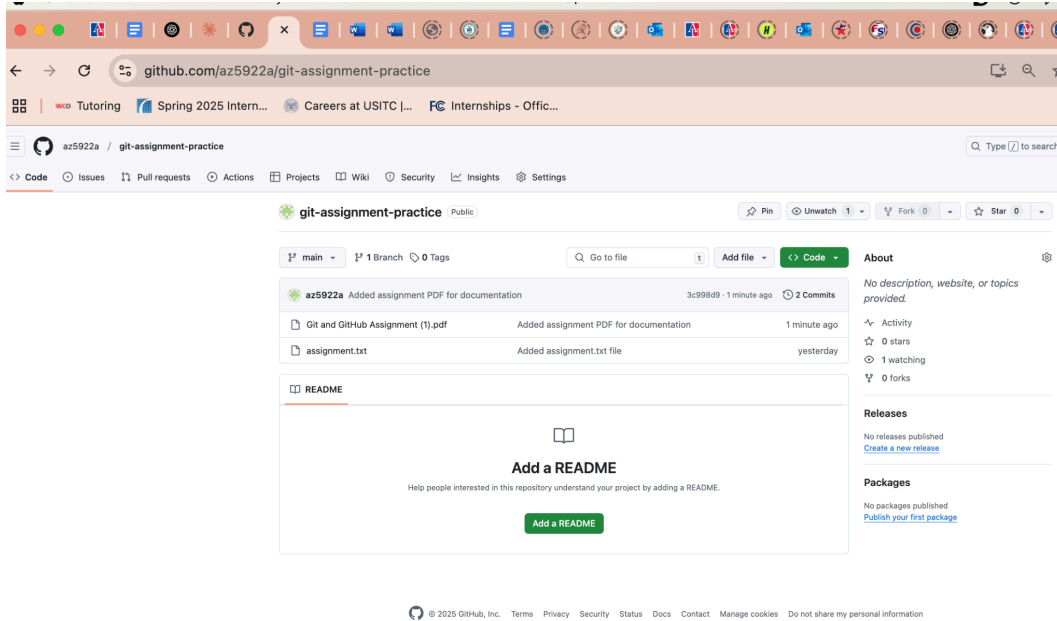 github.com/az5922a/git-assignment-practice
wco Tutoring Spring 2025 Intern... Careers at USITC |... FC Internships - Offic...
az5922a / git-assignment-practice Type / to search
Code Issues Pull requests Actions Projects Wiki Security Insights Settings
git-assignment-practice Public Pin Unwatch 1 Fork 0 Star 0
main 1 Branch 0 Tags Go to file t Add file Code About
No description, website, or topics
provided.
az5922a Added assignment PDF for documentation 3c998d9 · 1 minute ago 2 Commits
Git and GitHub Assignment (1).pdf Added assignment PDF for documentation 1 minute ago
assignment.txt Added assignment.txt file yesterday
Activity
0 stars
1 watching
0 forks
README
Add a README
Help people interested in this repository understand your project by adding a README.
Add a README
Releases
No releases published
Create a new release
Packages
No packages published
Publish your first package
© 2025 GitHub, Inc. Terms Privacy Security Status Docs Contact Manage cookies Do not share my personal information